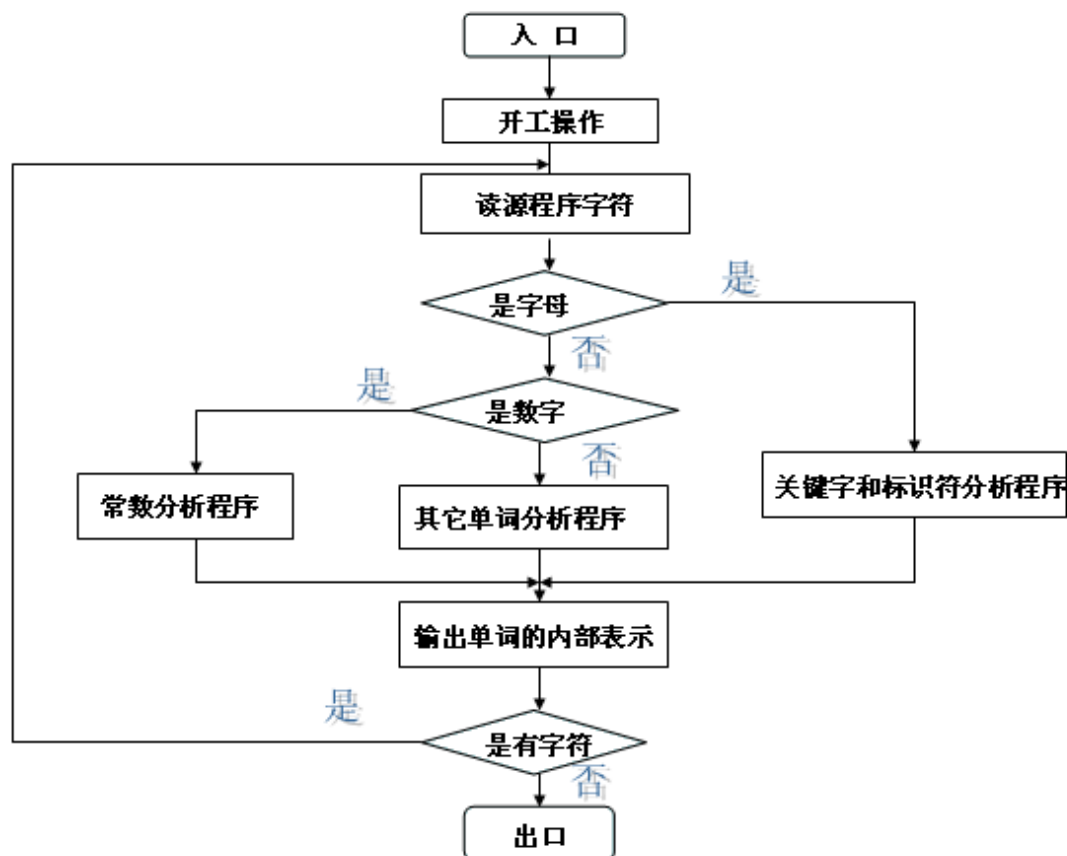 入 口
开工操作
读源程序字符
是字母
是
否
是
是数字
否
常数分析程序
其它单词分析程序
关键字和标识符分析程序
输出单词的内部表示
是
是有字符
否
出口